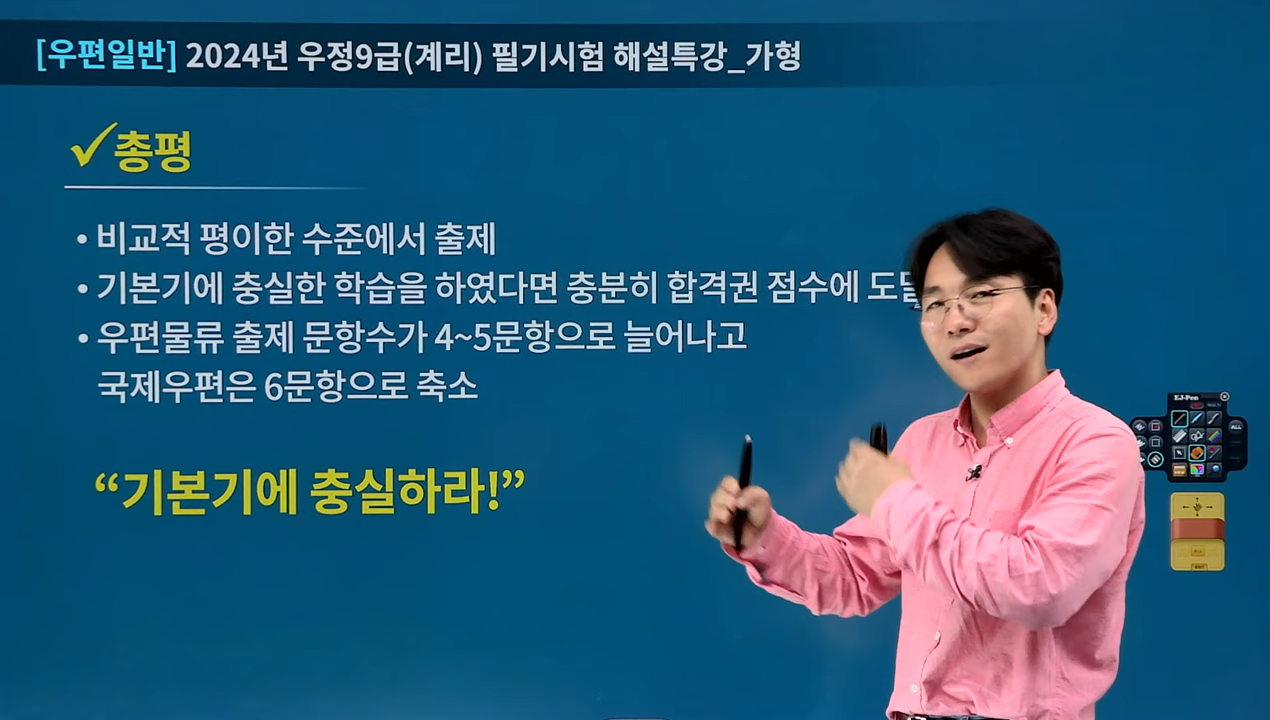 [우편일반] 2024년 우정9급(계리) 필기시험 해설특강_가형
✓총평
• 비교적 평이한 수준에서 출제
• 기본기에 충실한 학습을 하였다면 충분히 합격권 점수에
• 우편물류 출제 문항수가 4~5문항으로 늘어나고
국제우편은 6문항으로 축소
“기본기에 충실하라!”
EJ-Pen
ALL
ALL